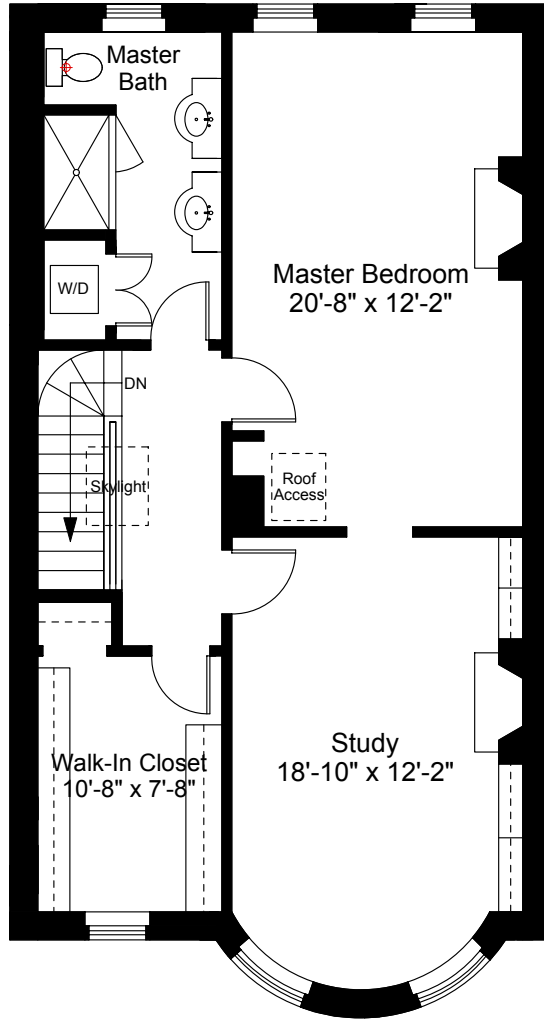 Master
Bath
W/D
Master Bedroom
20'-8" x 12'-2"
DN
Skylight
Roof
Access
Study
18'-10" x 12'-2"
Walk-In Closet
10'-8" x 7'-8"